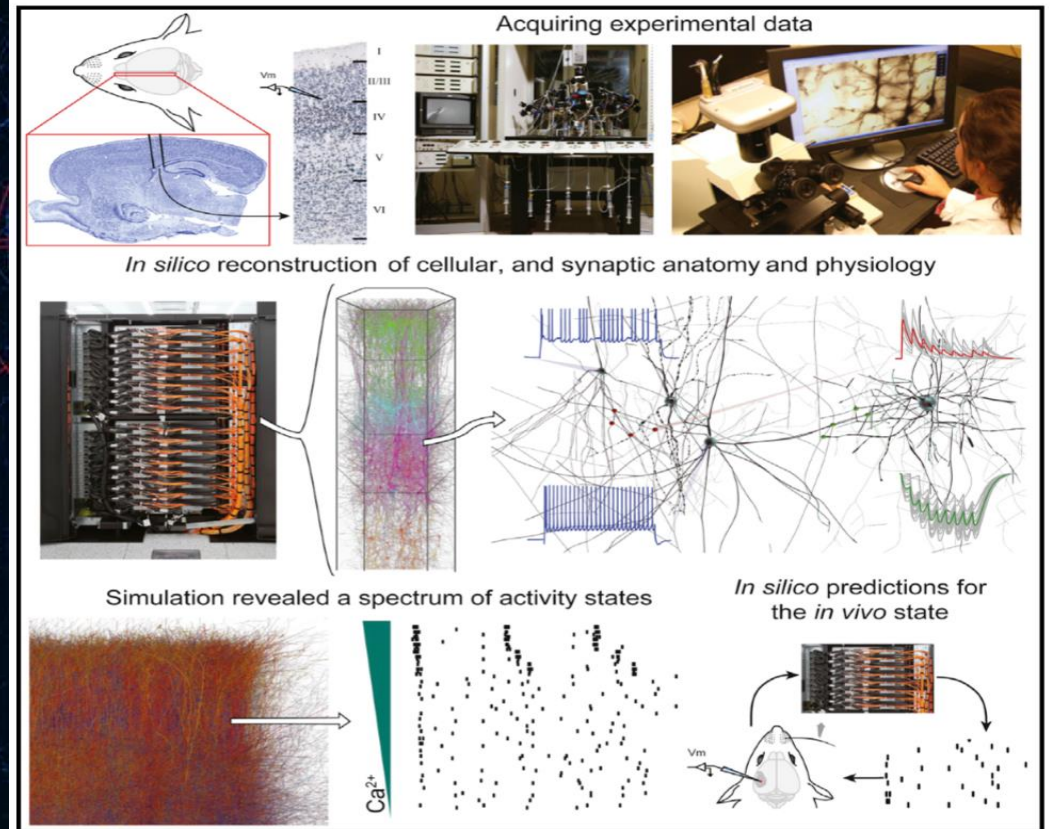 Acquiring experimental data
Vm
I
II/III
IV
V
VI
In silico reconstruction of cellular, and synaptic anatomy and physiology
Simulation revealed a spectrum of activity states
In silico predictions for
the in vivo state
Ca2+
Vm